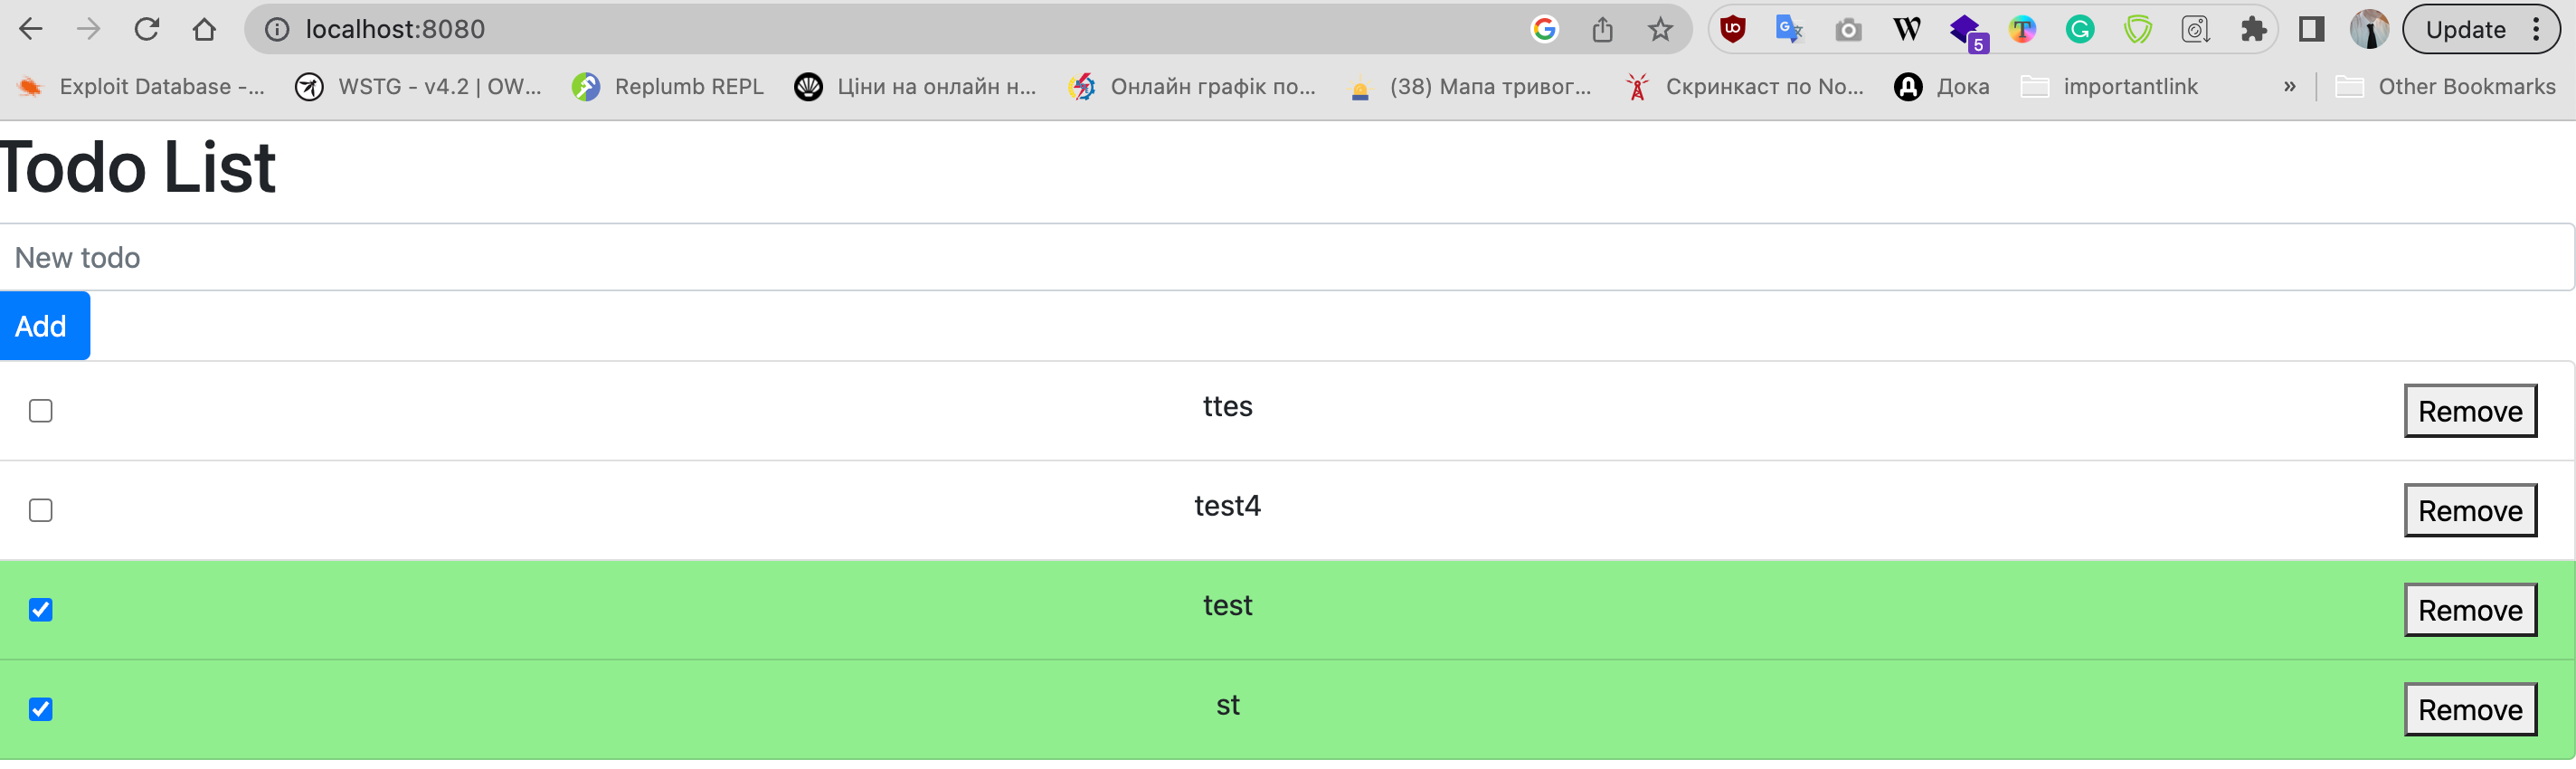 localhost:8080
5
Update
Exploit Database -...
WSTG - v4.2 | OW...
Replumb REPL
Ціни на онлайн н...
Онлайн графік по...
(38) Мапа тривог...
Скринкаст по No...
Дока
importantlink
»
Other Bookmarks
Todo List
New todo
Add
ttes
Remove
test4
Remove
test
Remove
st
Remove